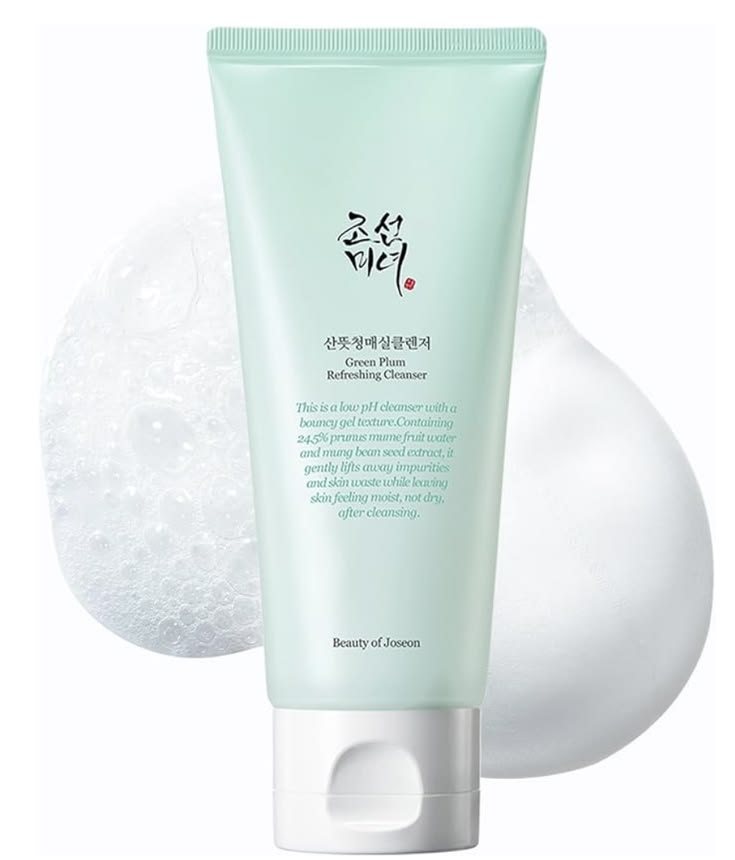 조선
미녀
산뜻청매실클렌저
Green Plum
Refreshing Cleanser
This is a low pH cleanser with a
bouncy gel texture.Containing
24.5% prunus mume fruit water
and mung bean seed extract, it
gently lifts away impurities
and skin waste while leaving
skin feeling moist, not dry,
after cleansing.
Beauty of Joseon